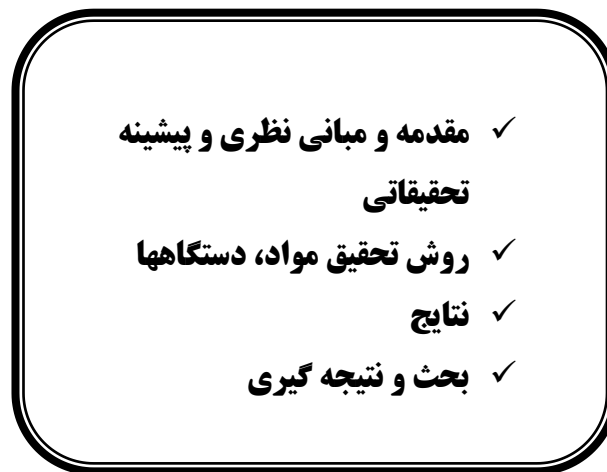 ✓ مقدمه و مبانی نظری و پیشینه
تحقیقاتی
✓ روش تحقیق مواد، دستگاهها
✓ نتایج
✓ بحث و نتیجه گیری